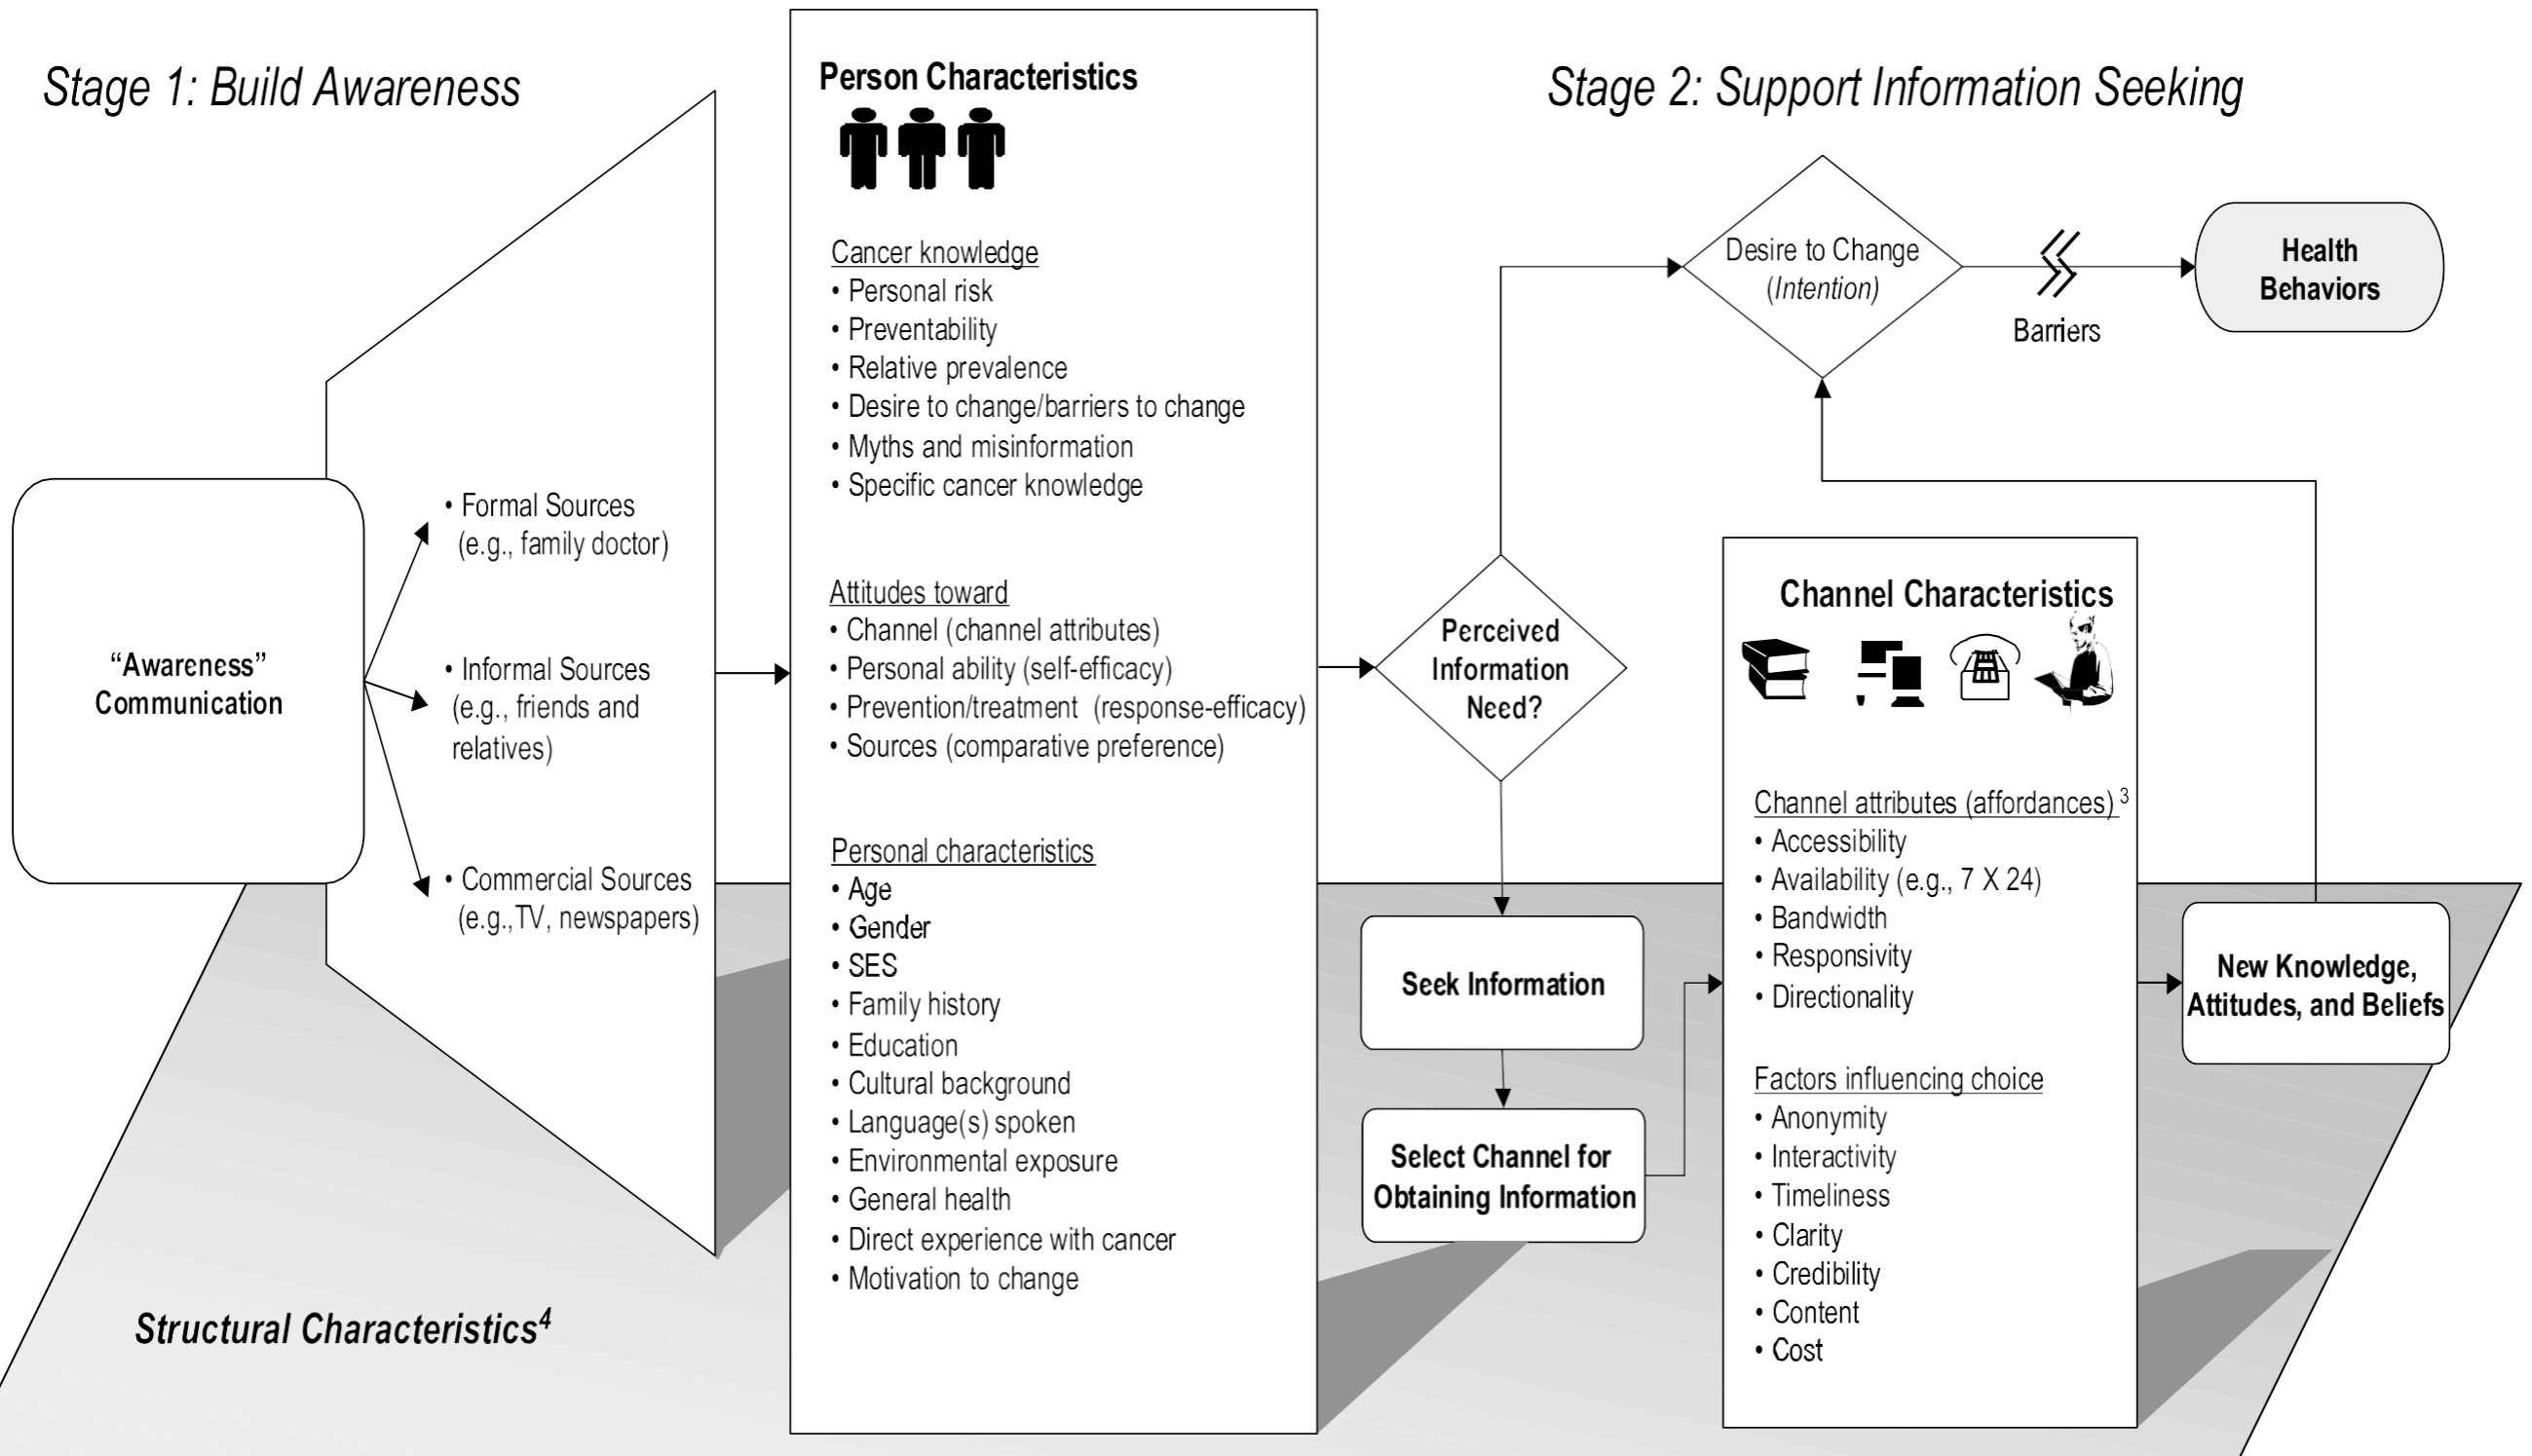 Stage 1: Build Awareness
“Awareness”
Communication
• Formal Sources
(e.g., family doctor)
• Informal Sources
(e.g., friends and
relatives)
• Commercial Sources
(e.g.,TV, newspapers)
Structural Characteristics4
Person Characteristics
Cancer knowledge
• Personal risk
• Preventability
• Relative prevalence
• Desire to change/barriers to change
• Myths and misinformation
• Specific cancer knowledge
Attitudes toward
• Channel (channel attributes)
• Personal ability (self-efficacy)
• Prevention/treatment (response-efficacy)
• Sources (comparative preference)
Personal characteristics
• Age
• Gender
• SES
• Family history
• Education
• Cultural background
• Language(s) spoken
• Environmental exposure
• General health
• Direct experience with cancer
• Motivation to change
Stage 2: Support Information Seeking
Perceived
Information
Need?
Desire to Change
(Intention)
Barriers
Health
Behaviors
Seek Information
Select Channel for
Obtaining Information
Channel Characteristics
Channel attributes (affordances) 3
• Accessibility
• Availability (e.g., 7 X 24)
• Bandwidth
• Responsivity
• Directionality
Factors influencing choice
• Anonymity
• Interactivity
• Timeliness
• Clarity
• Credibility
• Content
• Cost
New Knowledge,
Attitudes, and Beliefs